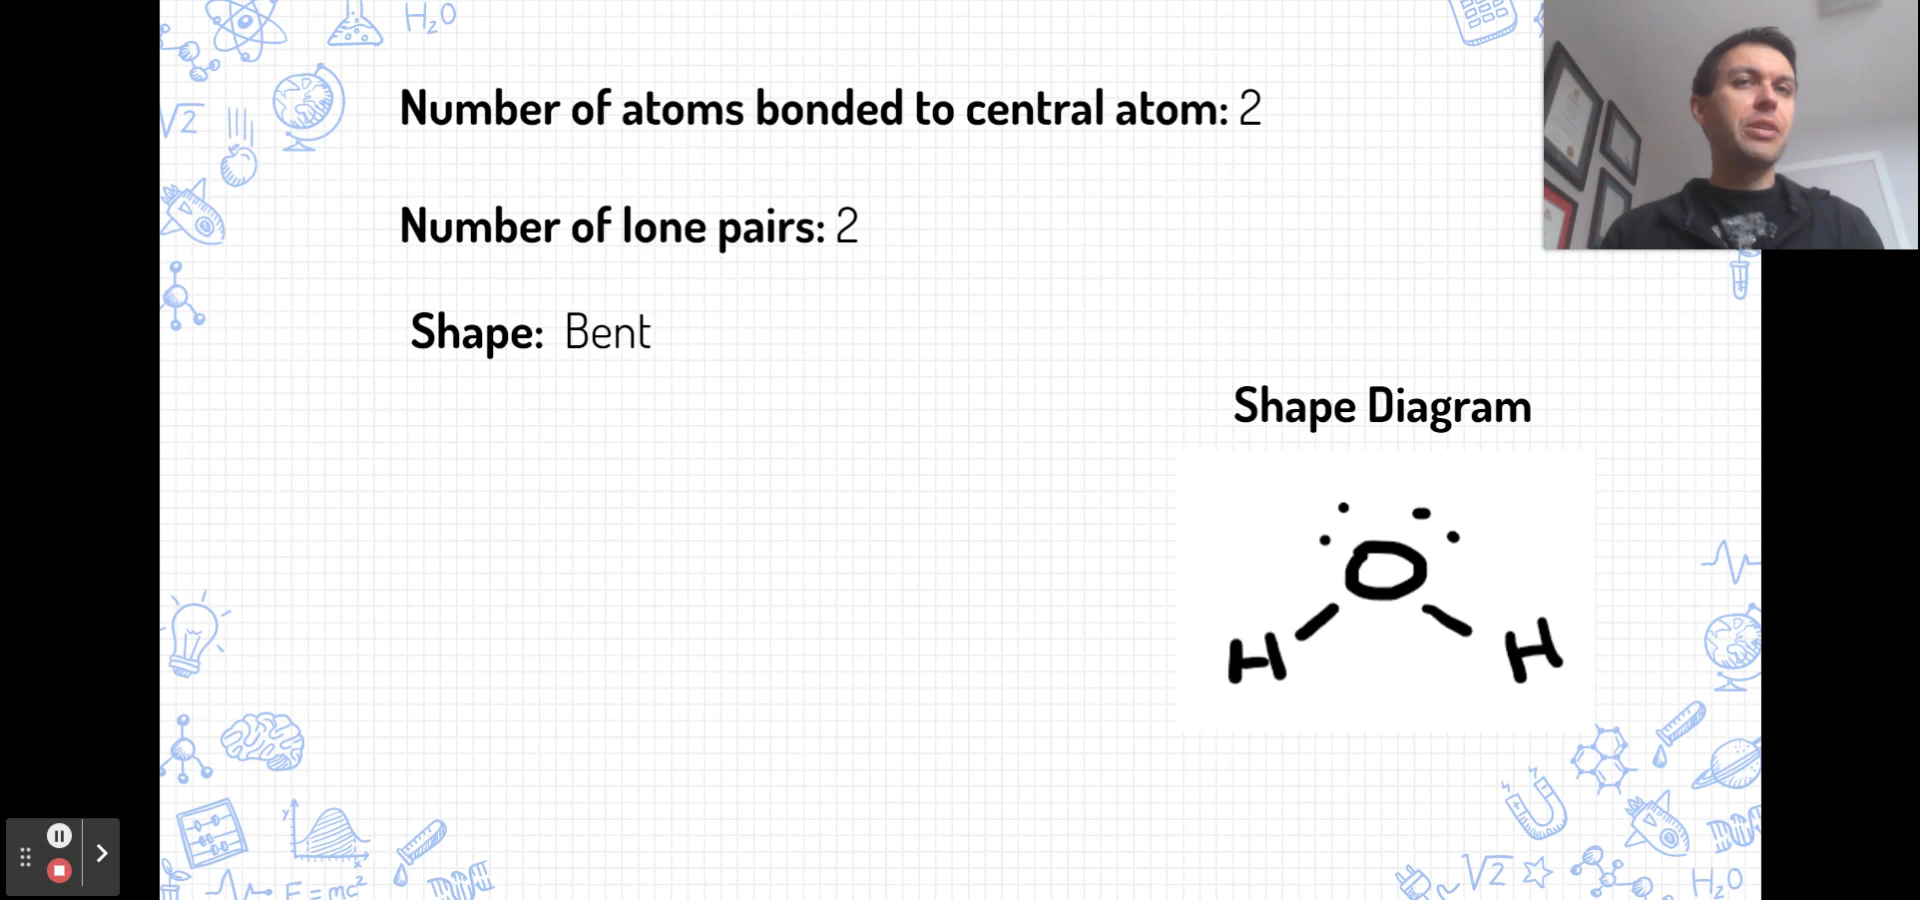 H₂O
√2
Number of atoms bonded to central atom: 2
Number of lone pairs: 2
Shape: Bent
Shape Diagram
O
H H
y
x
E=mc²
√2
H₂O